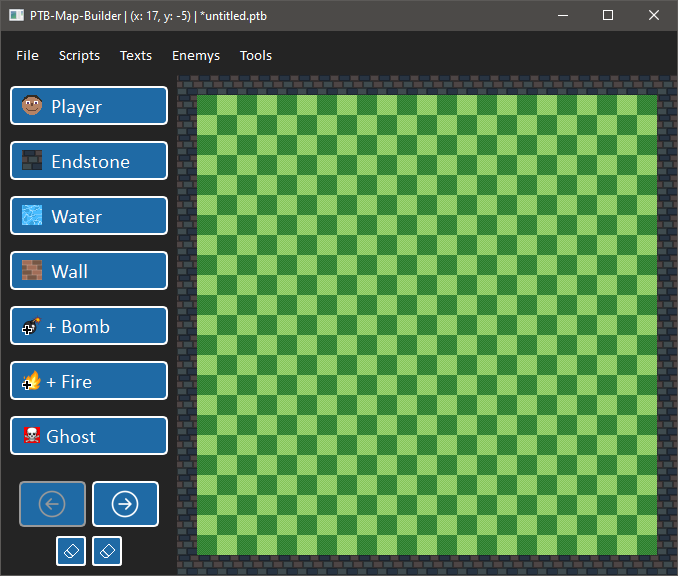 PTB-Map-Builder | (x: 17, y: -5) | *untitled.ptb
File Scripts Texts Enemys Tools
Player
Endstone
Water
Wall
+ Bomb
+ Fire
Ghost